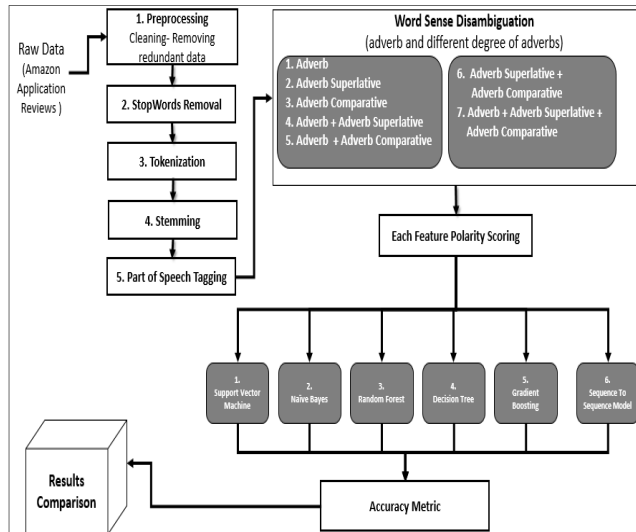 Raw Data
(Amazon
Application
Reviews )
1. Preprocessing
Cleaning- Removing
redundant data
2. StopWords Removal
3. Tokenization
4. Stemming
5. Part of Speech Tagging
Word Sense Disambiguation
(adverb and different degree of adverbs)
1. Adverb
2. Adverb Superlative
3. Adverb Comparative
4. Adverb + Adverb Superlative
5. Adverb + Adverb Comparative
6. Adverb Superlative +
Adverb Comparative
7. Adverb + Adverb Superlative +
Adverb Comparative
Each Feature Polarity Scoring
1.
Support Vector
Machine
2.
Naïve Bayes
3.
Random Forest
4.
Decision Tree
5.
Gradient
Boosting
6.
Sequence To
Sequence Model
Accuracy Metric
Results
Comparison